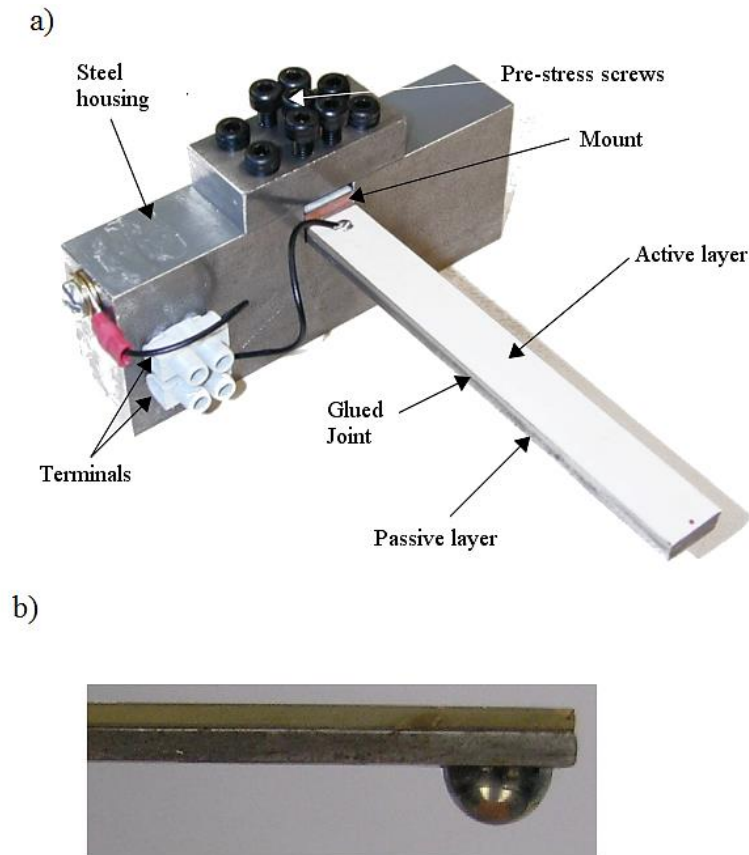 a)
Steel
housing
Pre-stress screws
Mount
Active layer
Glued
Joint
Terminals
Passive layer
b)